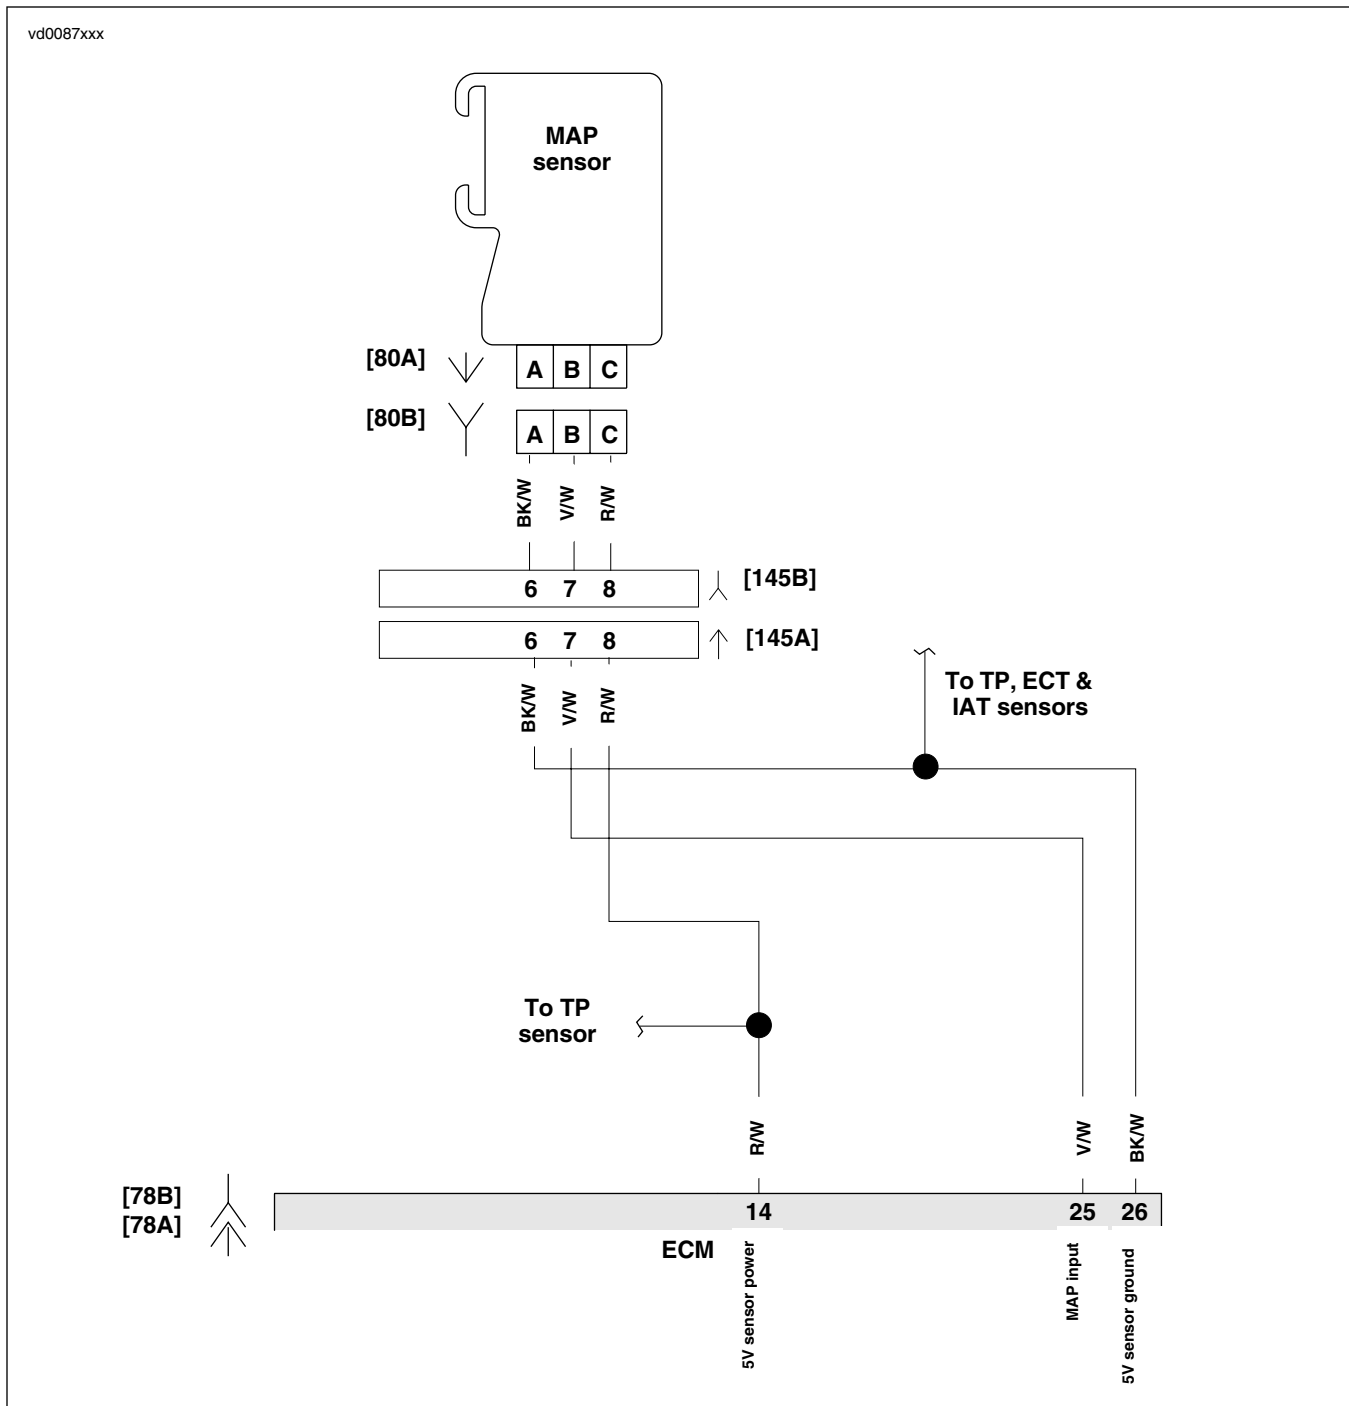 vd0087xxx
MAP
sensor
[80A]
A B C
[80B]
A B C
BK/W V/W R/W
6 7 8 [145B]
6 7 8 [145A]
BK/W V/W R/W
To TP, ECT &
IAT sensors
To TP
sensor
R/W V/W BK/W
[78B]
[78A]
14 25 26
ECM
5V sensor power
MAP input
5V sensor ground